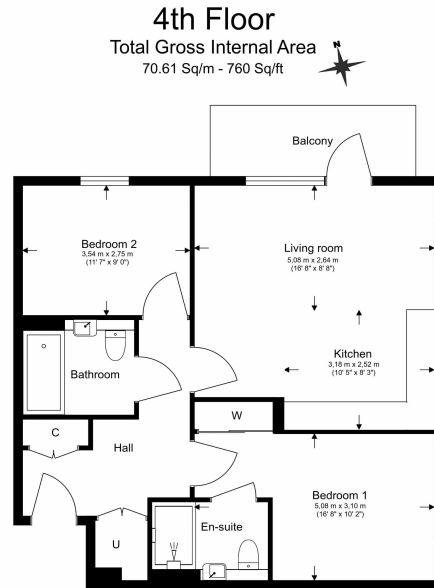 4th Floor
Total Gross Internal Area
70.61 Sq/m - 760 Sq/ft
N
Balcony
Bedroom 2
3,54 m x 2,75 m
(11' 7" x 9' 0")
Living room
5,08 m x 2,64 m
(16' 8" x 8' 8")
Kitchen
3,18 m x 2,52 m
(10' 5" x 8' 3")
Bathroom
W
C
Hall
Bedroom 1
5,08 m x 3,10 m
(16' 8" x 10' 2")
En-suite
U